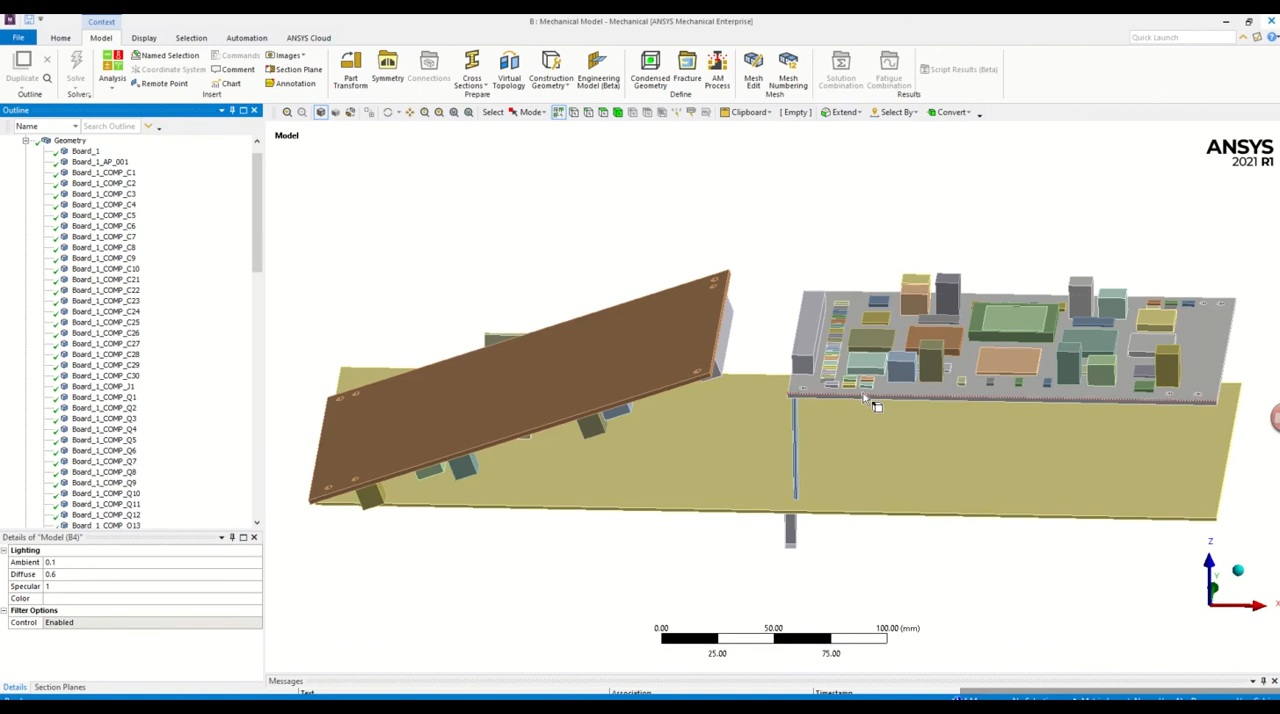 B : Mechanical Model - Mechanical [ANSYS Mechanical Enterprise]
Context
File Home Model Display Selection Automation ANSYS Cloud
Quick Launch
Duplicate
Outline
Solve
Solver
Analysis
Named Selection
Coordinate System
Remote Point
Commands
Comment
Chart
Images
Section Plane
Annotation
Insert
Part Transform
Symmetry
Connections
Cross Sections
Virtual Topology
Construction Geometry
Engineering Model (Beta)
Prepare
Condensed Geometry
Fracture
AM Process
Define
Mesh Edit
Mesh Numbering
Mesh
Solution Combination
Fatigue Combination
Script Results (Beta)
Results
Outline
Select Mode Clipboard [ Empty ] Extend Select By Convert
Name Search Outline
Model
ANSYS
2021 R1
Geometry
Board_1
Board_1_AP_001
Board_1_COMP_C1
Board_1_COMP_C2
Board_1_COMP_C3
Board_1_COMP_C4
Board_1_COMP_C5
Board_1_COMP_C6
Board_1_COMP_C7
Board_1_COMP_C8
Board_1_COMP_C9
Board_1_COMP_C10
Board_1_COMP_C21
Board_1_COMP_C22
Board_1_COMP_C23
Board_1_COMP_C24
Board_1_COMP_C25
Board_1_COMP_C26
Board_1_COMP_C27
Board_1_COMP_C28
Board_1_COMP_C29
Board_1_COMP_C30
Board_1_COMP_J1
Board_1_COMP_Q1
Board_1_COMP_Q2
Board_1_COMP_Q3
Board_1_COMP_Q4
Board_1_COMP_Q5
Board_1_COMP_Q6
Board_1_COMP_Q7
Board_1_COMP_Q8
Board_1_COMP_Q9
Board_1_COMP_Q10
Board_1_COMP_Q11
Board_1_COMP_Q12
Board_1_COMP_Q13
Details of "Model (B4)"
Lighting
Ambient 0.1
Diffuse 0.6
Specular 1
Color
Filter Options
Control Enabled
Z
Y
X
0.00 50.00 100.00 (mm)
25.00 75.00
Details Section Planes
Messages
Text Association Timestamp